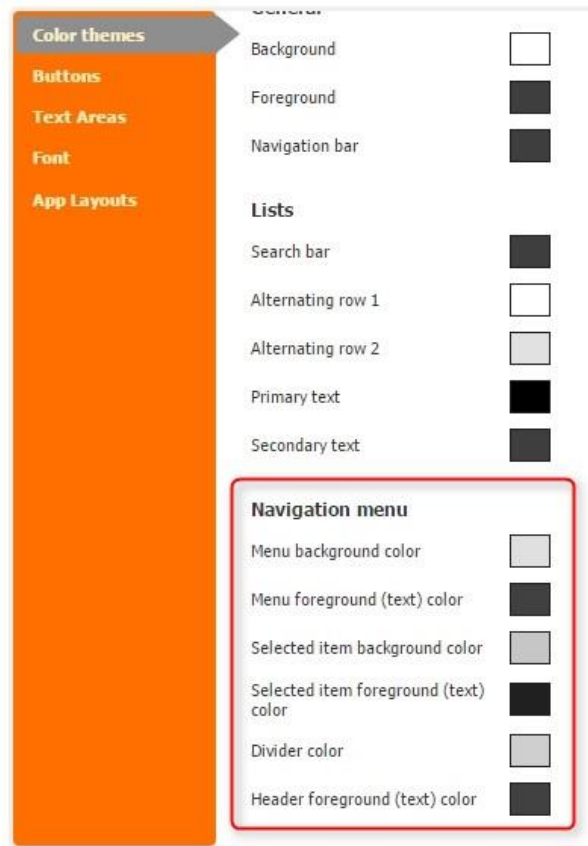 Color themes
Buttons
Text Areas
Font
App Layouts
General
Background
Foreground
Navigation bar
Lists
Search bar
Alternating row 1
Alternating row 2
Primary text
Secondary text
Navigation menu
Menu background color
Menu foreground (text) color
Selected item background color
Selected item foreground (text)
color
Divider color
Header foreground (text) color